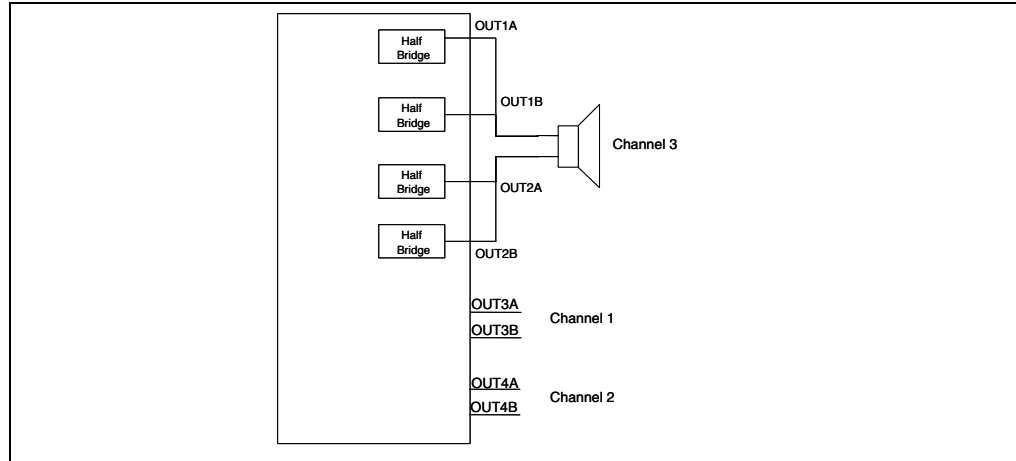 OUT1A
Half
Bridge
OUT1B
Half
Bridge
Channel 3
Half
Bridge
OUT2A
Half
Bridge
OUT2B
OUT3A
Channel 1
OUT3B
OUT4A
Channel 2
OUT4B